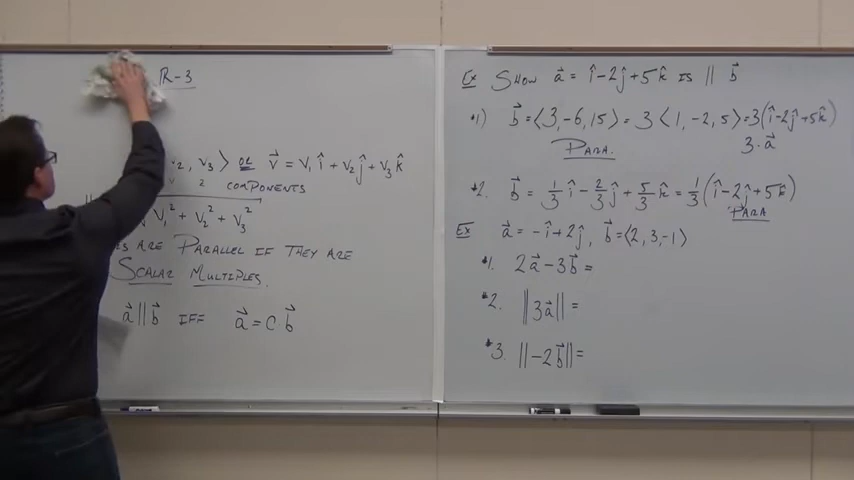 R-3
v₂, v₃⟩ or v⃗ = v₁ î + v₂ ĵ + v₃ k̂
y z components
v₁² + v₂² + v₃²
are Parallel if they are
Scalar Multiples.
a⃗ || b⃗ iff a⃗ = c·b⃗
Ex Show a⃗ = î-2ĵ+5k̂ is || b⃗
#1) b⃗ = ⟨3,-6,15⟩ = 3⟨1,-2,5⟩ = 3(î-2ĵ+5k̂)
Para. 3·a⃗
#2. b⃗ = 1/3 î - 2/3 ĵ + 5/3 k̂ = 1/3(î-2ĵ+5k̂)
Para
Ex a⃗ = -î+2ĵ, b⃗ = ⟨2,3,-1⟩
#1. 2a⃗-3b⃗ =
#2. ||3a⃗|| =
#3. ||-2b⃗|| =